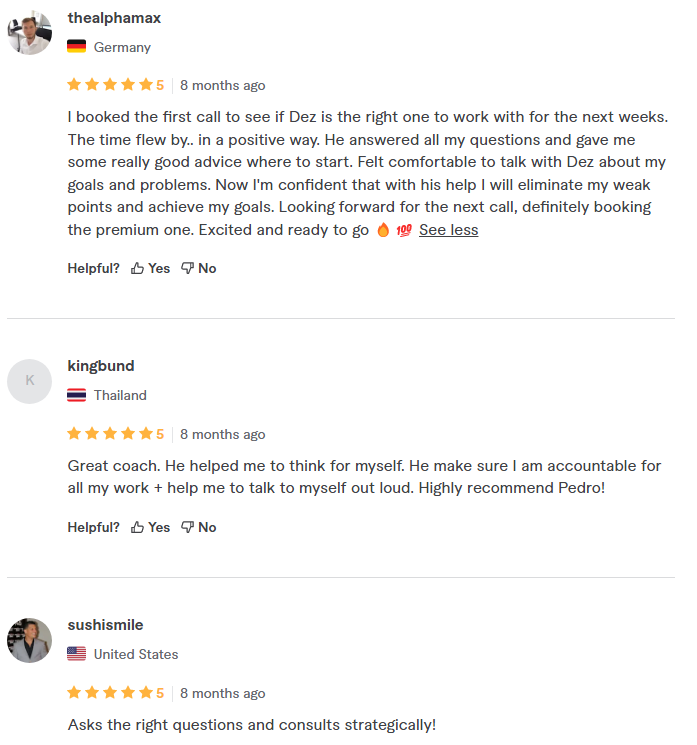 thealphamax
Germany
5 8 months ago
I booked the first call to see if Dez is the right one to work with for the next weeks.
The time flew by.. in a positive way. He answered all my questions and gave me
some really good advice where to start. Felt comfortable to talk with Dez about my
goals and problems. Now I'm confident that with his help I will eliminate my weak
points and achieve my goals. Looking forward for the next call, definitely booking
the premium one. Excited and ready to go 🔥 💯 See less
Helpful? Yes No
K
kingbund
Thailand
5 8 months ago
Great coach. He helped me to think for myself. He make sure I am accountable for
all my work + help me to talk to myself out loud. Highly recommend Pedro!
Helpful? Yes No
sushismile
United States
5 8 months ago
Asks the right questions and consults strategically!